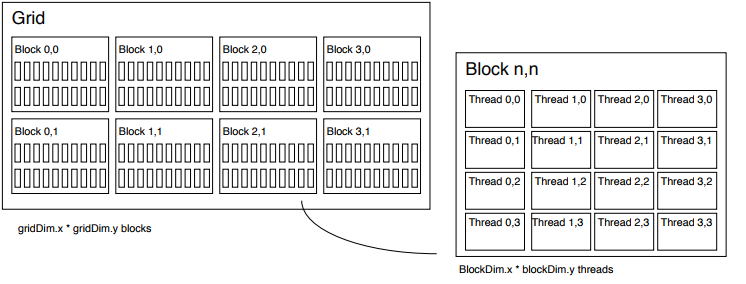 Grid
Block 0,0 Block 1,0 Block 2,0 Block 3,0
Block 0,1 Block 1,1 Block 2,1 Block 3,1
gridDim.x * gridDim.y blocks
Block n,n
Thread 0,0 Thread 1,0 Thread 2,0 Thread 3,0
Thread 0,1 Thread 1,1 Thread 2,1 Thread 3,1
Thread 0,2 Thread 1,2 Thread 2,2 Thread 3,2
Thread 0,3 Thread 1,3 Thread 2,3 Thread 3,3
BlockDim.x * blockDim.y threads